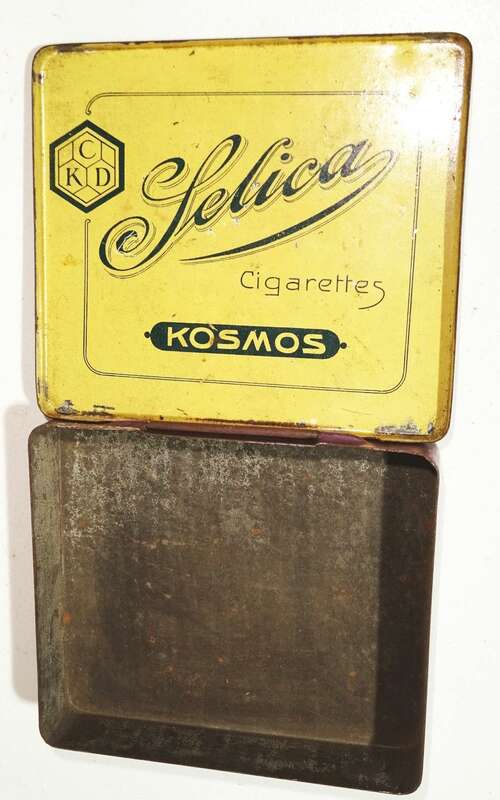 C
K D
Selica
Cigarettes
KOSMOS